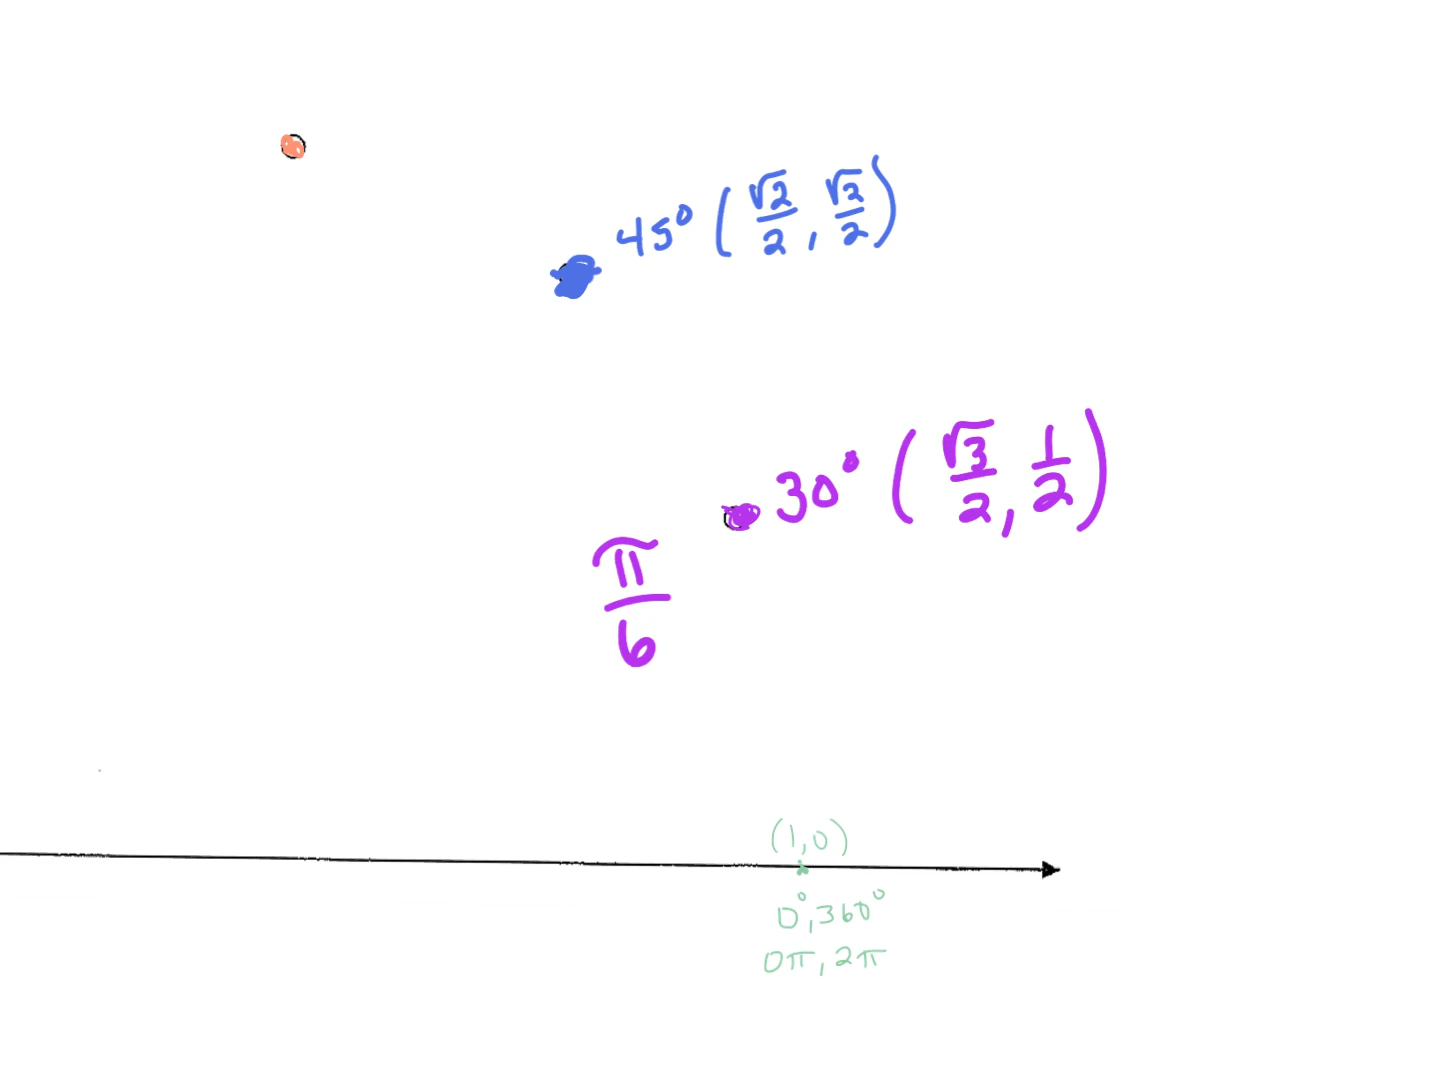 45° (√2/2, √2/2)
30° (√3/2, 1/2)
π/6
(1,0)
0°,360°
0π, 2π